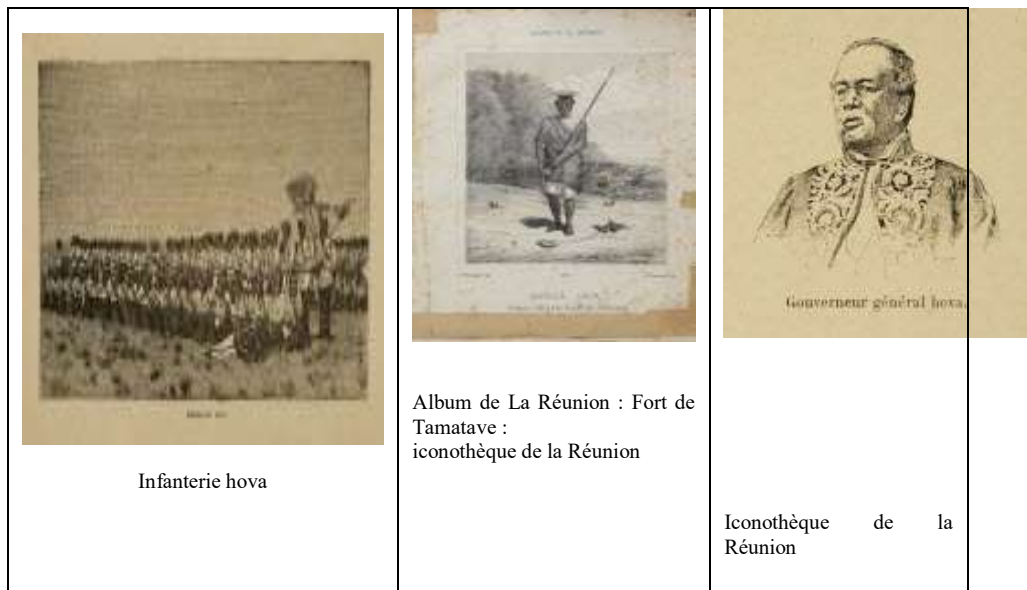 Infanterie hova
Album de La Réunion : Fort de
Tamatave :
iconothèque de la Réunion
Gouverneur général hova.
Iconothèque de la
Réunion